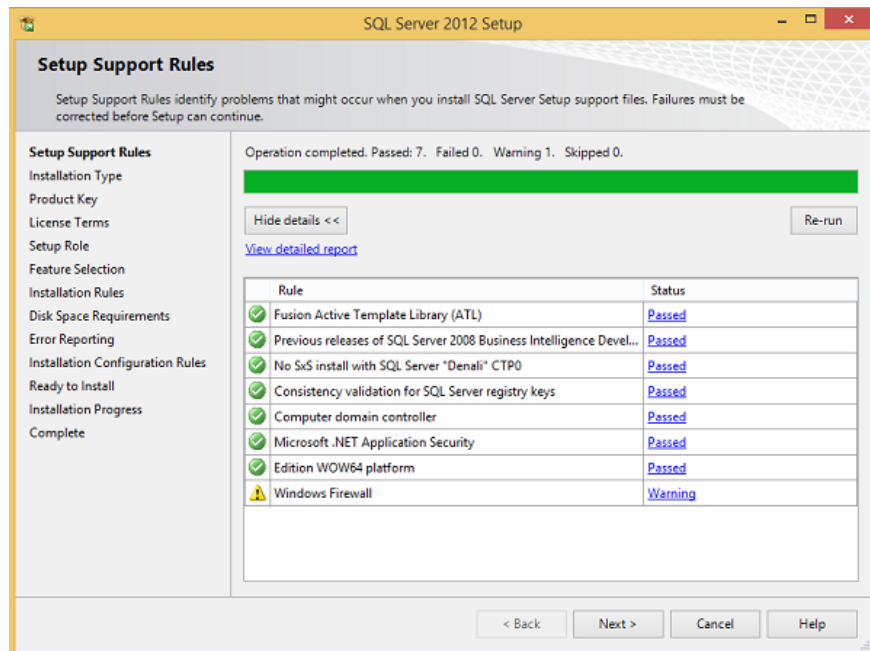 SQL Server 2012 Setup
Setup Support Rules
Setup Support Rules identify problems that might occur when you install SQL Server Setup support files. Failures must be
corrected before Setup can continue.
Setup Support Rules
Installation Type
Product Key
License Terms
Setup Role
Feature Selection
Installation Rules
Disk Space Requirements
Error Reporting
Installation Configuration Rules
Ready to Install
Installation Progress
Complete
Operation completed. Passed: 7. Failed 0. Warning 1. Skipped 0.
Hide details <<
Re-run
View detailed report
Rule Status
Fusion Active Template Library (ATL) Passed
Previous releases of SQL Server 2008 Business Intelligence Devel... Passed
No SxS install with SQL Server "Denali" CTP0 Passed
Consistency validation for SQL Server registry keys Passed
Computer domain controller Passed
Microsoft .NET Application Security Passed
Edition WOW64 platform Passed
Windows Firewall Warning
< Back Next > Cancel Help